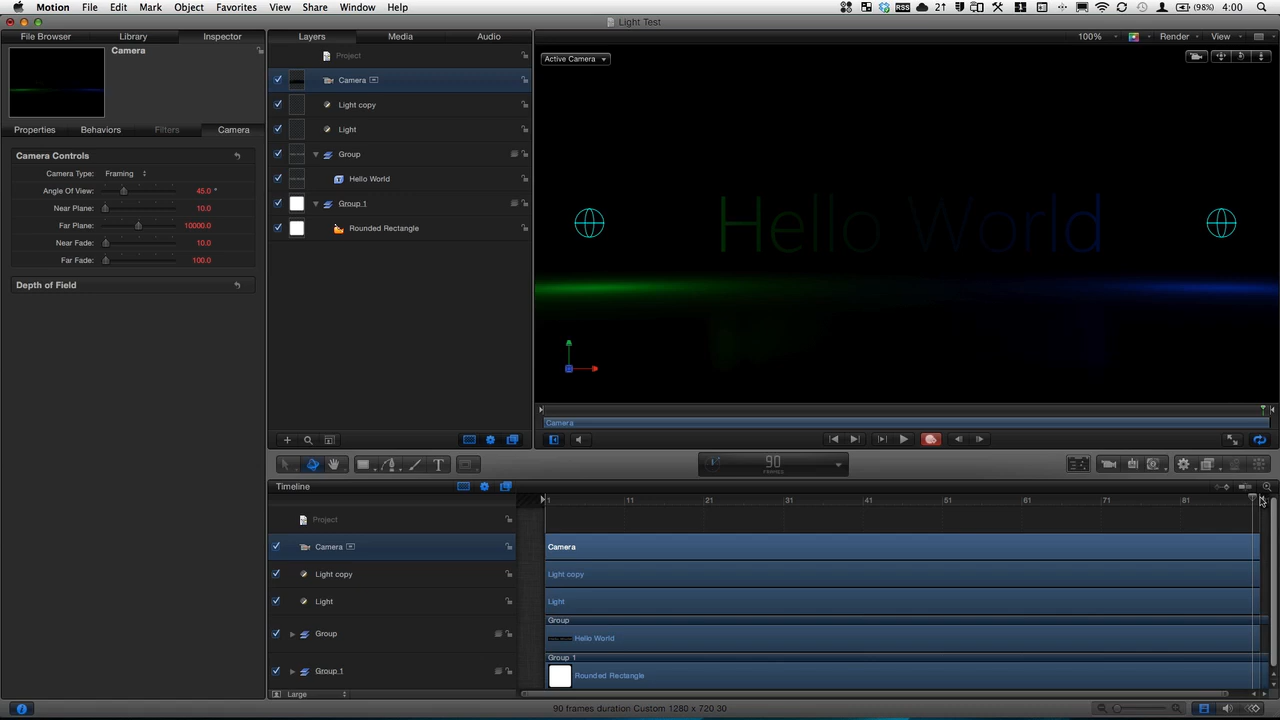 Motion File Edit Mark Object Favorites View Share Window Help RSS 2↑ 1 (98%) 4:00
Light Test
File Browser Library Inspector Layers Media Audio 100% Render View
Camera
Project
Active Camera
Camera
Light copy
Light
Properties Behaviors Filters Camera
Group
Camera Controls
Camera Type: Framing
Hello World
Angle Of View: 45.0 °
Near Plane: 10.0
Group 1
Far Plane: 10000.0
Rounded Rectangle
Near Fade: 10.0
Far Fade: 100.0
Depth of Field
Hello World
Camera
T
90
FRAMES
Timeline
1 11 21 31 41 51 61 71 81
Project
Camera Camera
Light copy Light copy
Light Light
Group
Group Hello World
Group 1
Group 1 Rounded Rectangle
Large
90 frames duration Custom 1280 x 720 30